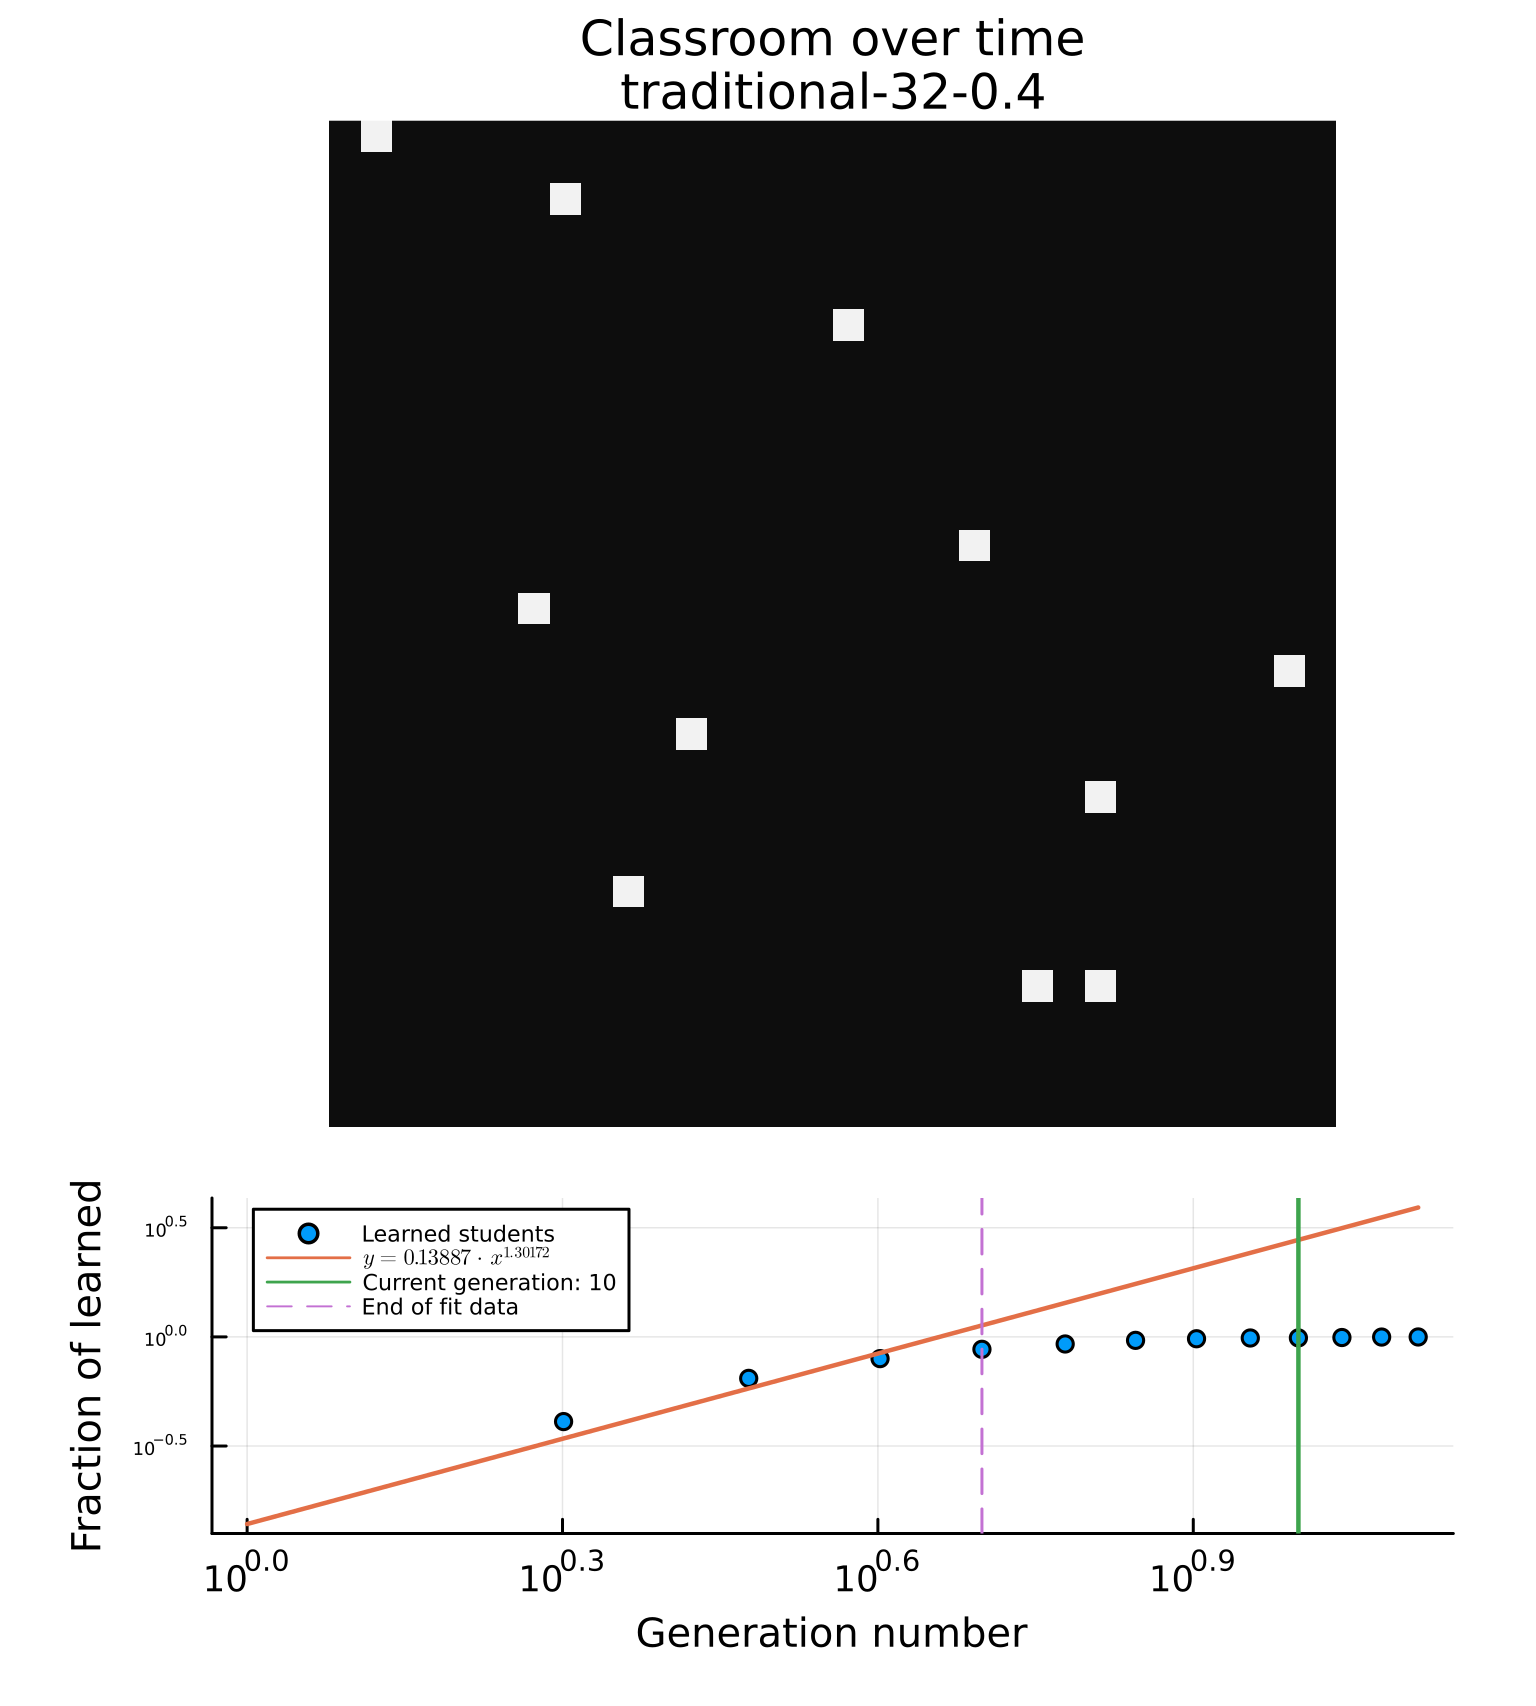 Classroom over time
traditional-32-0.4
Fraction of learned
10^0.5
10^0.0
10^−0.5
Learned students
y = 0.13887 · x^1.30172
Current generation: 10
End of fit data
10^0.0 10^0.3 10^0.6 10^0.9
Generation number